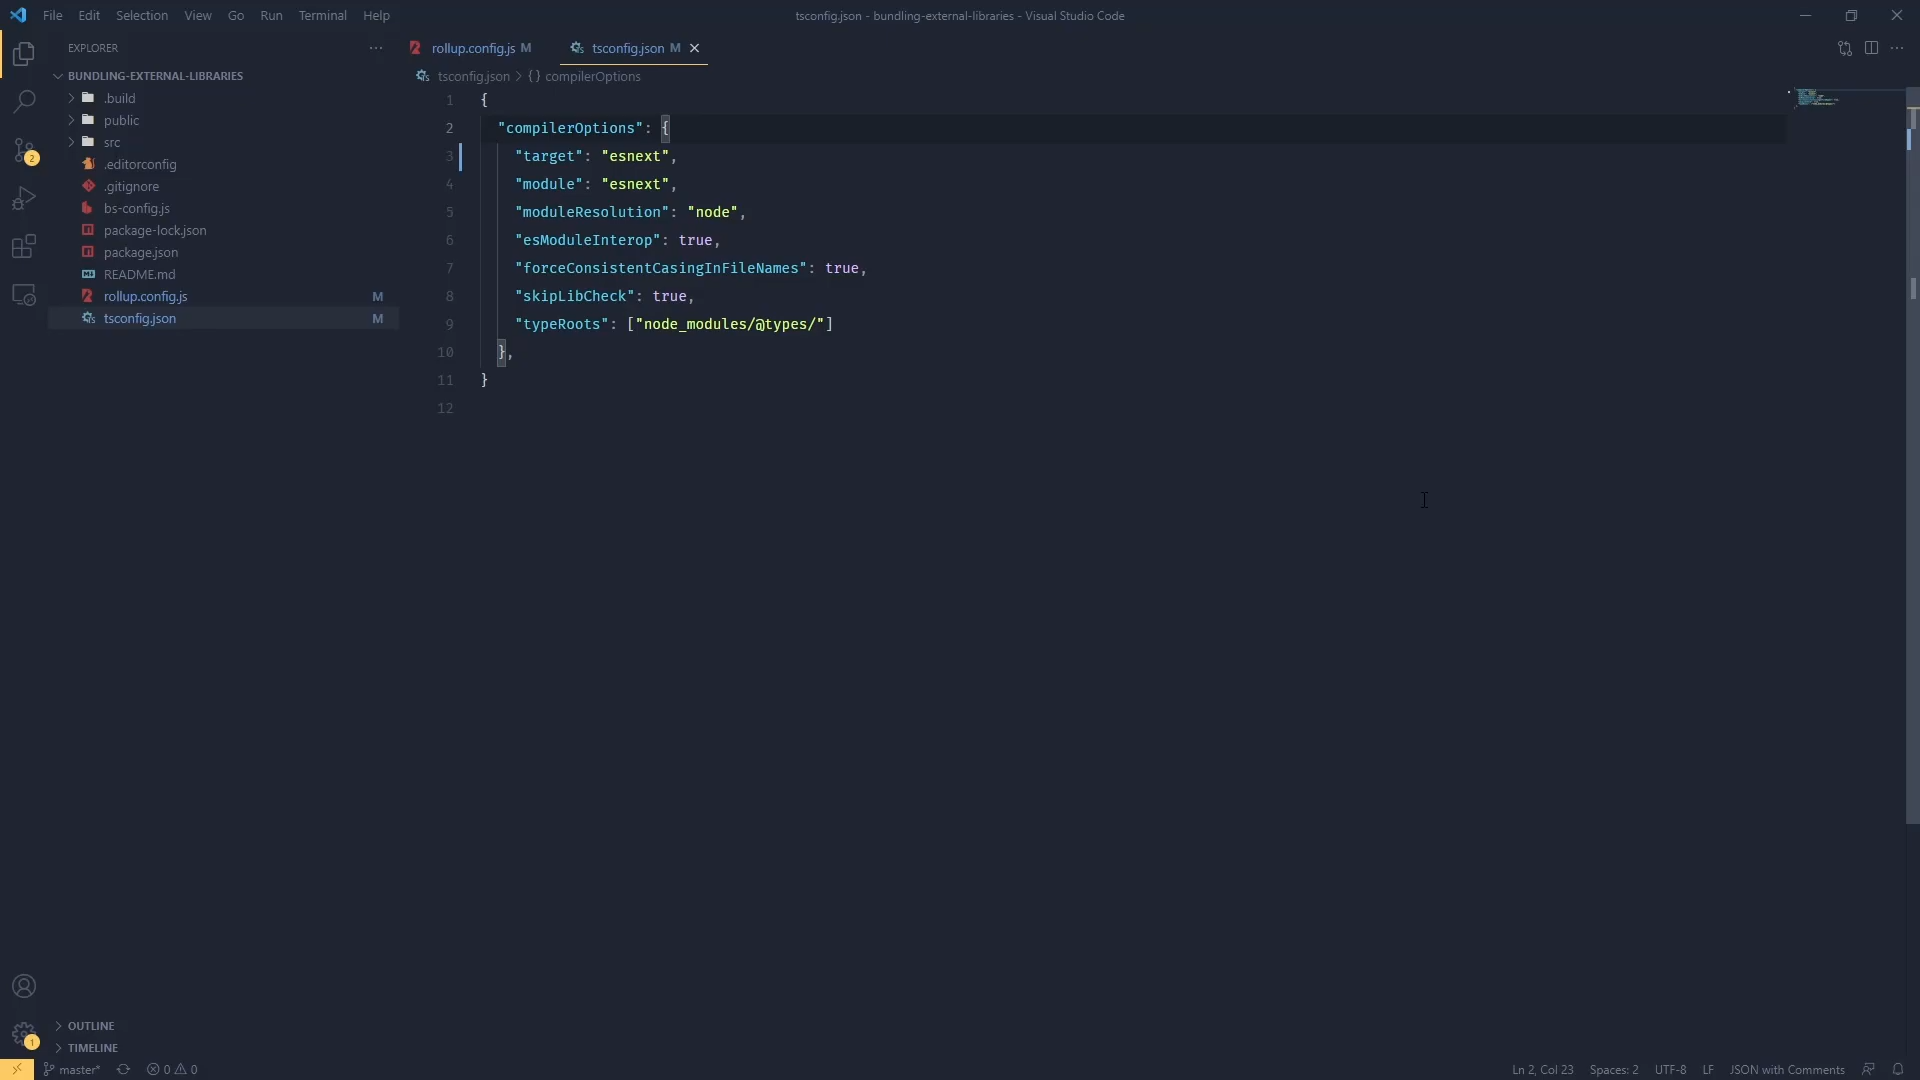 File Edit Selection View Go Run Terminal Help
tsconfig.json - bundling-external-libraries - Visual Studio Code
EXPLORER
BUNDLING-EXTERNAL-LIBRARIES
.build
public
src
.editorconfig
.gitignore
bs-config.js
package-lock.json
package.json
README.md
rollup.config.js M
tsconfig.json M
OUTLINE
TIMELINE
2
1
rollup.config.js M tsconfig.json M
tsconfig.json > {} compilerOptions
1 {
2 "compilerOptions": {
3 "target": "esnext",
4 "module": "esnext",
5 "moduleResolution": "node",
6 "esModuleInterop": true,
7 "forceConsistentCasingInFileNames": true,
8 "skipLibCheck": true,
9 "typeRoots": ["node_modules/@types/"]
10 },
11 }
12
master* 0 0 Ln 2, Col 23 Spaces: 2 UTF-8 LF JSON with Comments